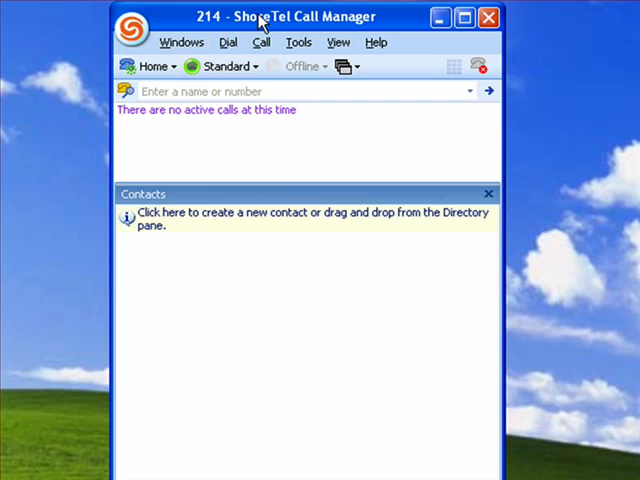 214 - ShoreTel Call Manager
Windows Dial Call Tools View Help
Home Standard Offline
Enter a name or number
There are no active calls at this time
Contacts
Click here to create a new contact or drag and drop from the Directory
pane.